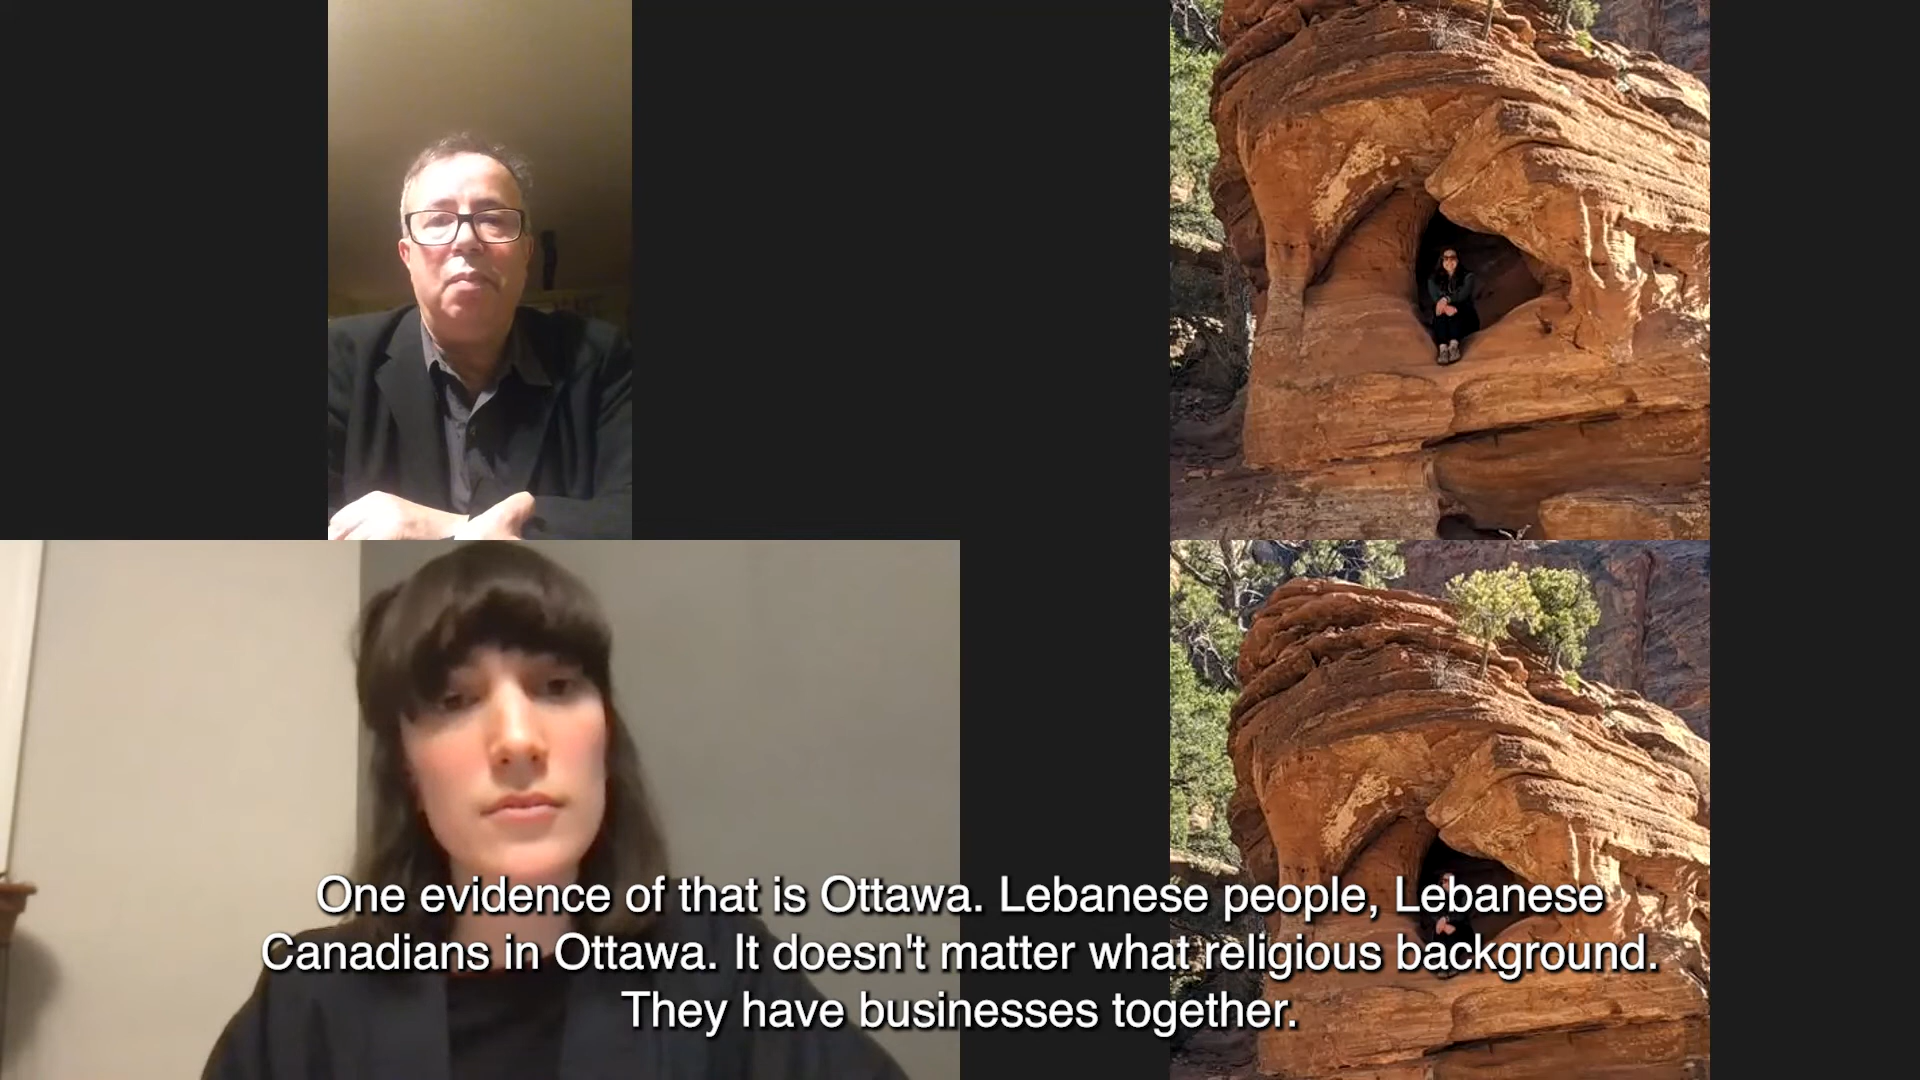 One evidence of that is Ottawa. Lebanese people, Lebanese
Canadians in Ottawa. It doesn't matter what religious background.
They have businesses together.